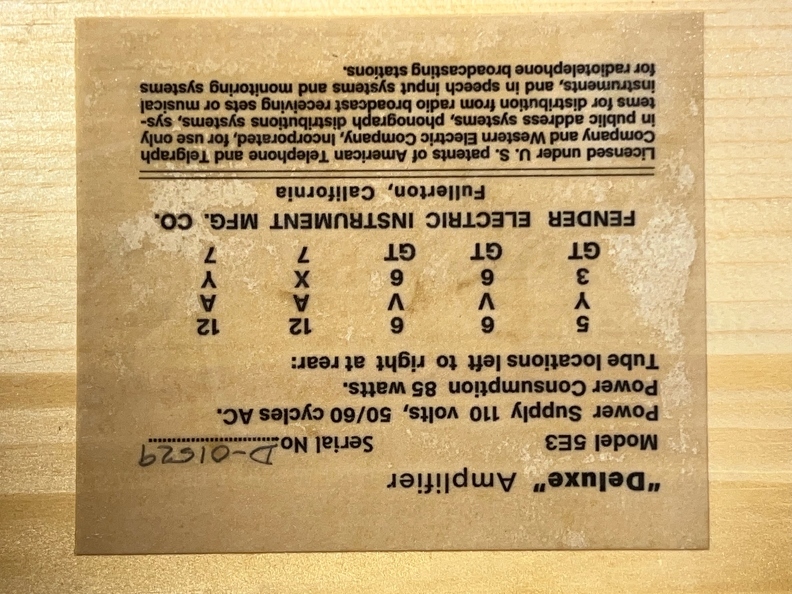 "Deluxe" Amplifier
Model 5E3 Serial No. D-01529
Power Supply 110 volts, 50/60 cycles AC.
Power Consumption 85 watts.
Tube locations left to right at rear:
5 6 6 12 12
Y V V A A
3 6 6 X Y
GT GT GT 7 7
FENDER ELECTRIC INSTRUMENT MFG. CO.
Fullerton, California
Licensed under U. S. patents of American Telephone and Telgraph
Company and Western Electric Company, Incorporated, for use only
in public address systems, phonograph distributions systems, sys-
tems for distribution from radio broadcast receiving sets or musical
instruments, and in speech input systems and monitoring systems
for radiotelephone broadcasting stations.